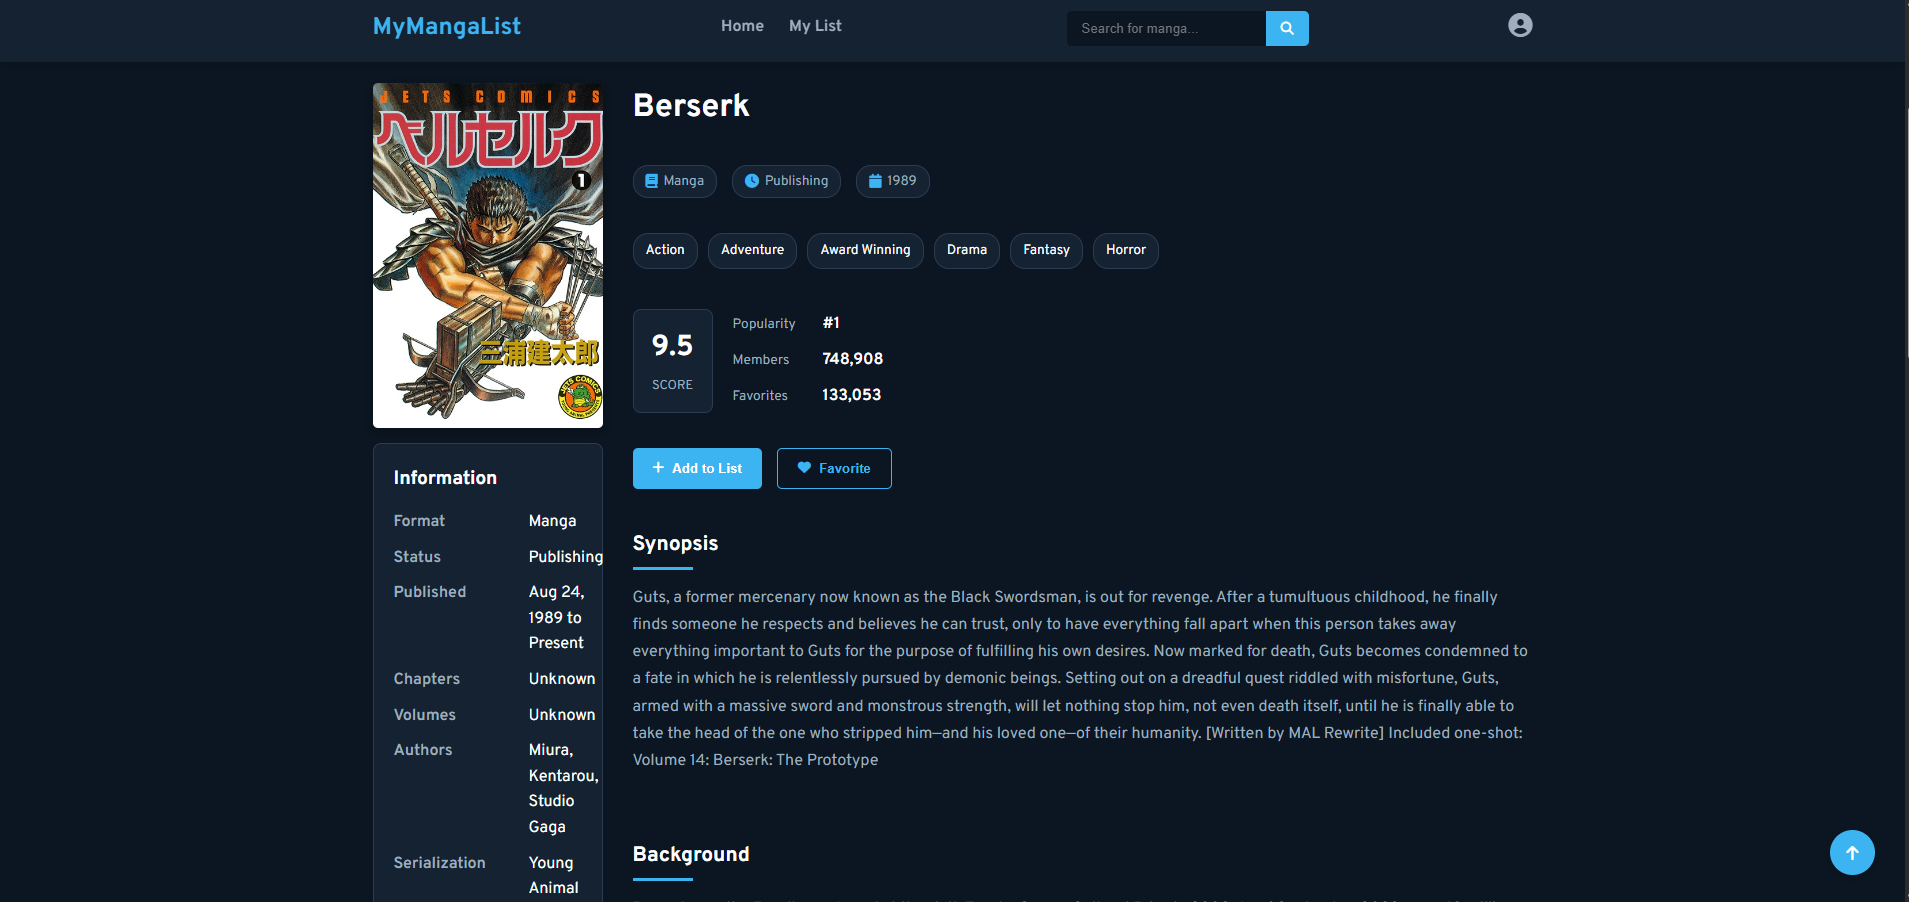 MyMangaList
Home
My List
Search for manga...
JETS COMICS
ベルセルク
1
三浦建太郎
JETS COMICS
Berserk
Manga
Publishing
1989
Action
Adventure
Award Winning
Drama
Fantasy
Horror
9.5
SCORE
Popularity #1
Members 748,908
Favorites 133,053
+ Add to List
Favorite
Information
Format Manga
Status Publishing
Published Aug 24,
1989 to
Present
Chapters Unknown
Volumes Unknown
Authors Miura,
Kentarou,
Studio
Gaga
Serialization Young
Animal
Synopsis
Guts, a former mercenary now known as the Black Swordsman, is out for revenge. After a tumultuous childhood, he finally
finds someone he respects and believes he can trust, only to have everything fall apart when this person takes away
everything important to Guts for the purpose of fulfilling his own desires. Now marked for death, Guts becomes condemned to
a fate in which he is relentlessly pursued by demonic beings. Setting out on a dreadful quest riddled with misfortune, Guts,
armed with a massive sword and monstrous strength, will let nothing stop him, not even death itself, until he is finally able to
take the head of the one who stripped him—and his loved one—of their humanity. [Written by MAL Rewrite] Included one-shot:
Volume 14: Berserk: The Prototype
Background